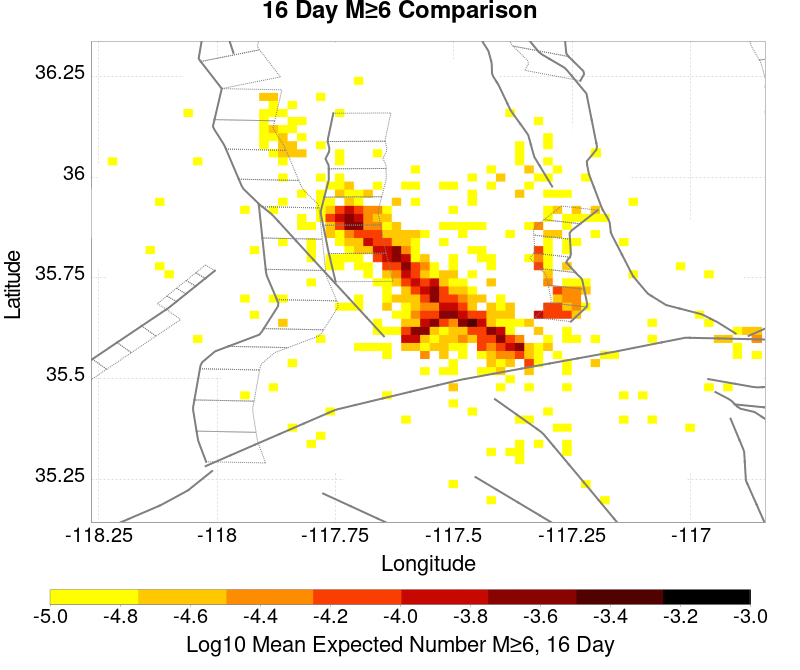 16 Day M≥6 Comparison
36.25
36
35.75
35.5
35.25
Latitude
-118.25 -118 -117.75 -117.5 -117.25 -117
Longitude
-5.0 -4.8 -4.6 -4.4 -4.2 -4.0 -3.8 -3.6 -3.4 -3.2 -3.0
Log10 Mean Expected Number M≥6, 16 Day